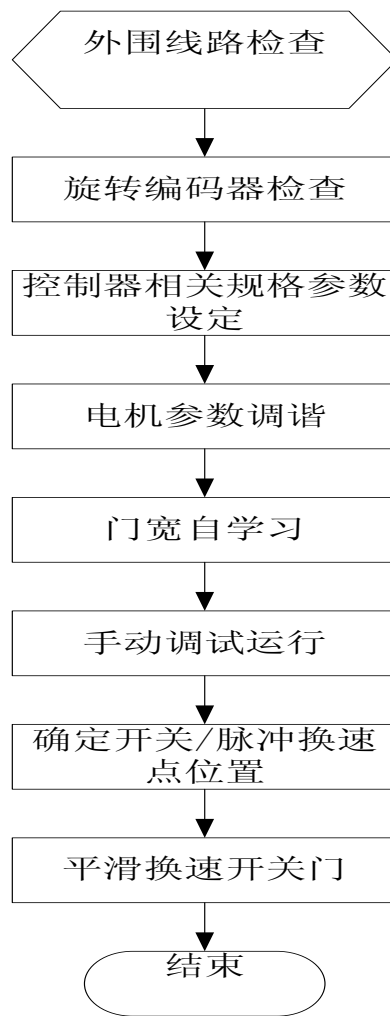 外围线路检查
旋转编码器检查
控制器相关规格参数
设定
电机参数调谐
门宽自学习
手动调试运行
确定开关/脉冲换速
点位置
平滑换速开关门
结束